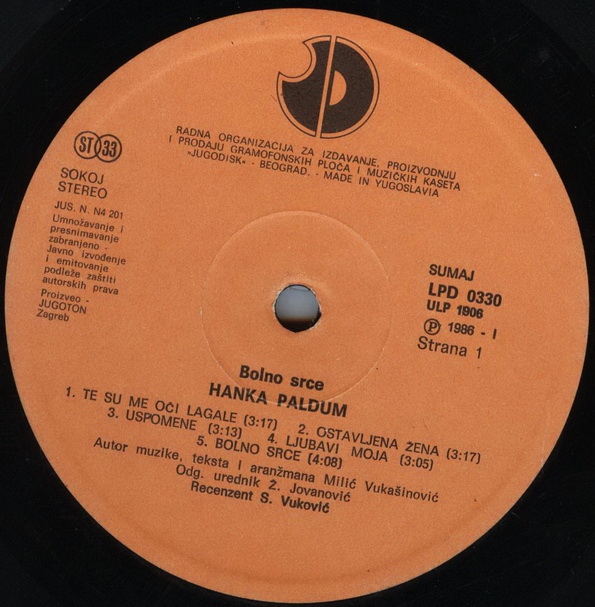 RADNA ORGANIZACIJA ZA IZDAVANJE, PROIZVODNJU
I PRODAJU GRAMOFONSKIH PLOČA I MUZIČKIH KASETA
»JUGODISK« - BEOGRAD. - MADE IN YUGOSLAVIA
ST 33
SOKOJ
STEREO
JUS. N. N4 201
Umnožavanje i
presnimavanje
zabranjeno -
Javno izvođenje
i emitovanje
podleže zaštiti
autorskih prava
Proizveo -
JUGOTON
Zagreb
SUMAJ
LPD 0330
ULP 1906
Ⓟ 1986 - I
Strana 1
Bolno srce
HANKA PALDUM
1. TE SU ME OČI LAGALE (3:17) 2. OSTAVLJENA ŽENA (3:17)
3. USPOMENE (3:13) 4. LJUBAVI MOJA (3:05)
5. BOLNO SRCE (4:08)
Autor muzike, teksta i aranžmana Milić Vukašinović
Odg. urednik Ž. Jovanović
Recenzent S. Vuković